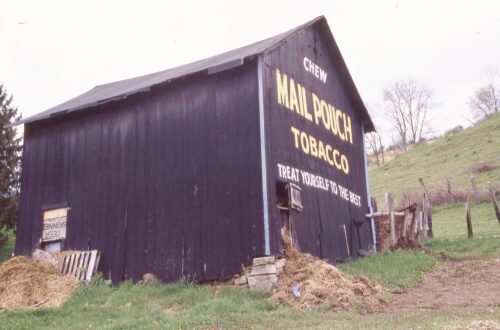 CHEW
MAIL POUCH
TOBACCO
TREAT YOURSELF TO THE BEST